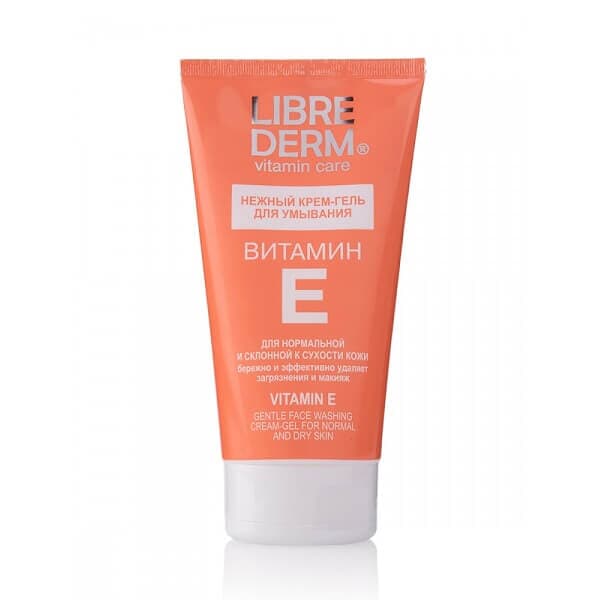 LIBRE
DERM®
vitamin care
НЕЖНЫЙ КРЕМ-ГЕЛЬ
ДЛЯ УМЫВАНИЯ
ВИТАМИН
E
ДЛЯ НОРМАЛЬНОЙ
И СКЛОННОЙ К СУХОСТИ КОЖИ
бережно и эффективно удаляет
загрязнения и макияж
VITAMIN E
GENTLE FACE WASHING
CREAM-GEL FOR NORMAL
AND DRY SKIN